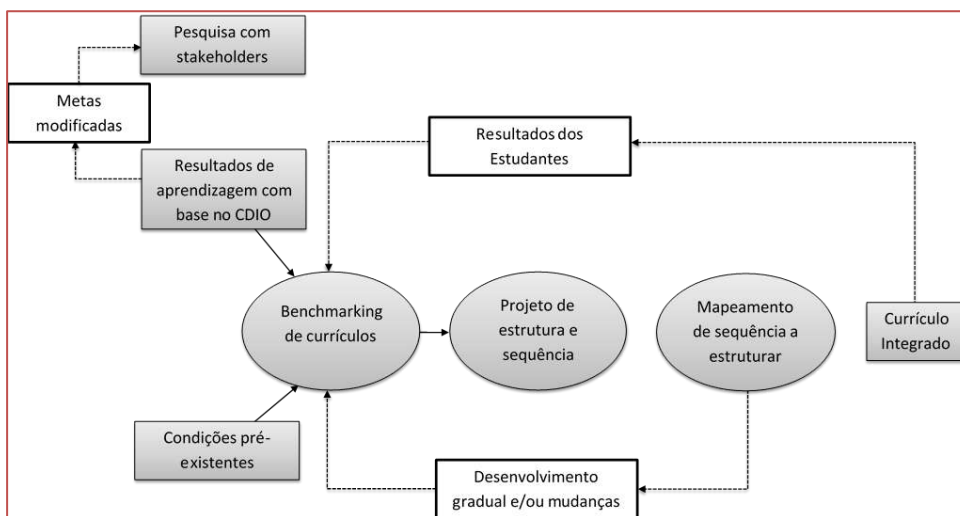 Pesquisa com
stakeholders
Metas
modificadas
Resultados de
aprendizagem com
base no CDIO
Resultados dos
Estudantes
Benchmarking
de currículos
Projeto de
estrutura e
sequência
Mapeamento
de sequência a
estruturar
Currículo
Integrado
Condições pré-
existentes
Desenvolvimento
gradual e/ou mudanças